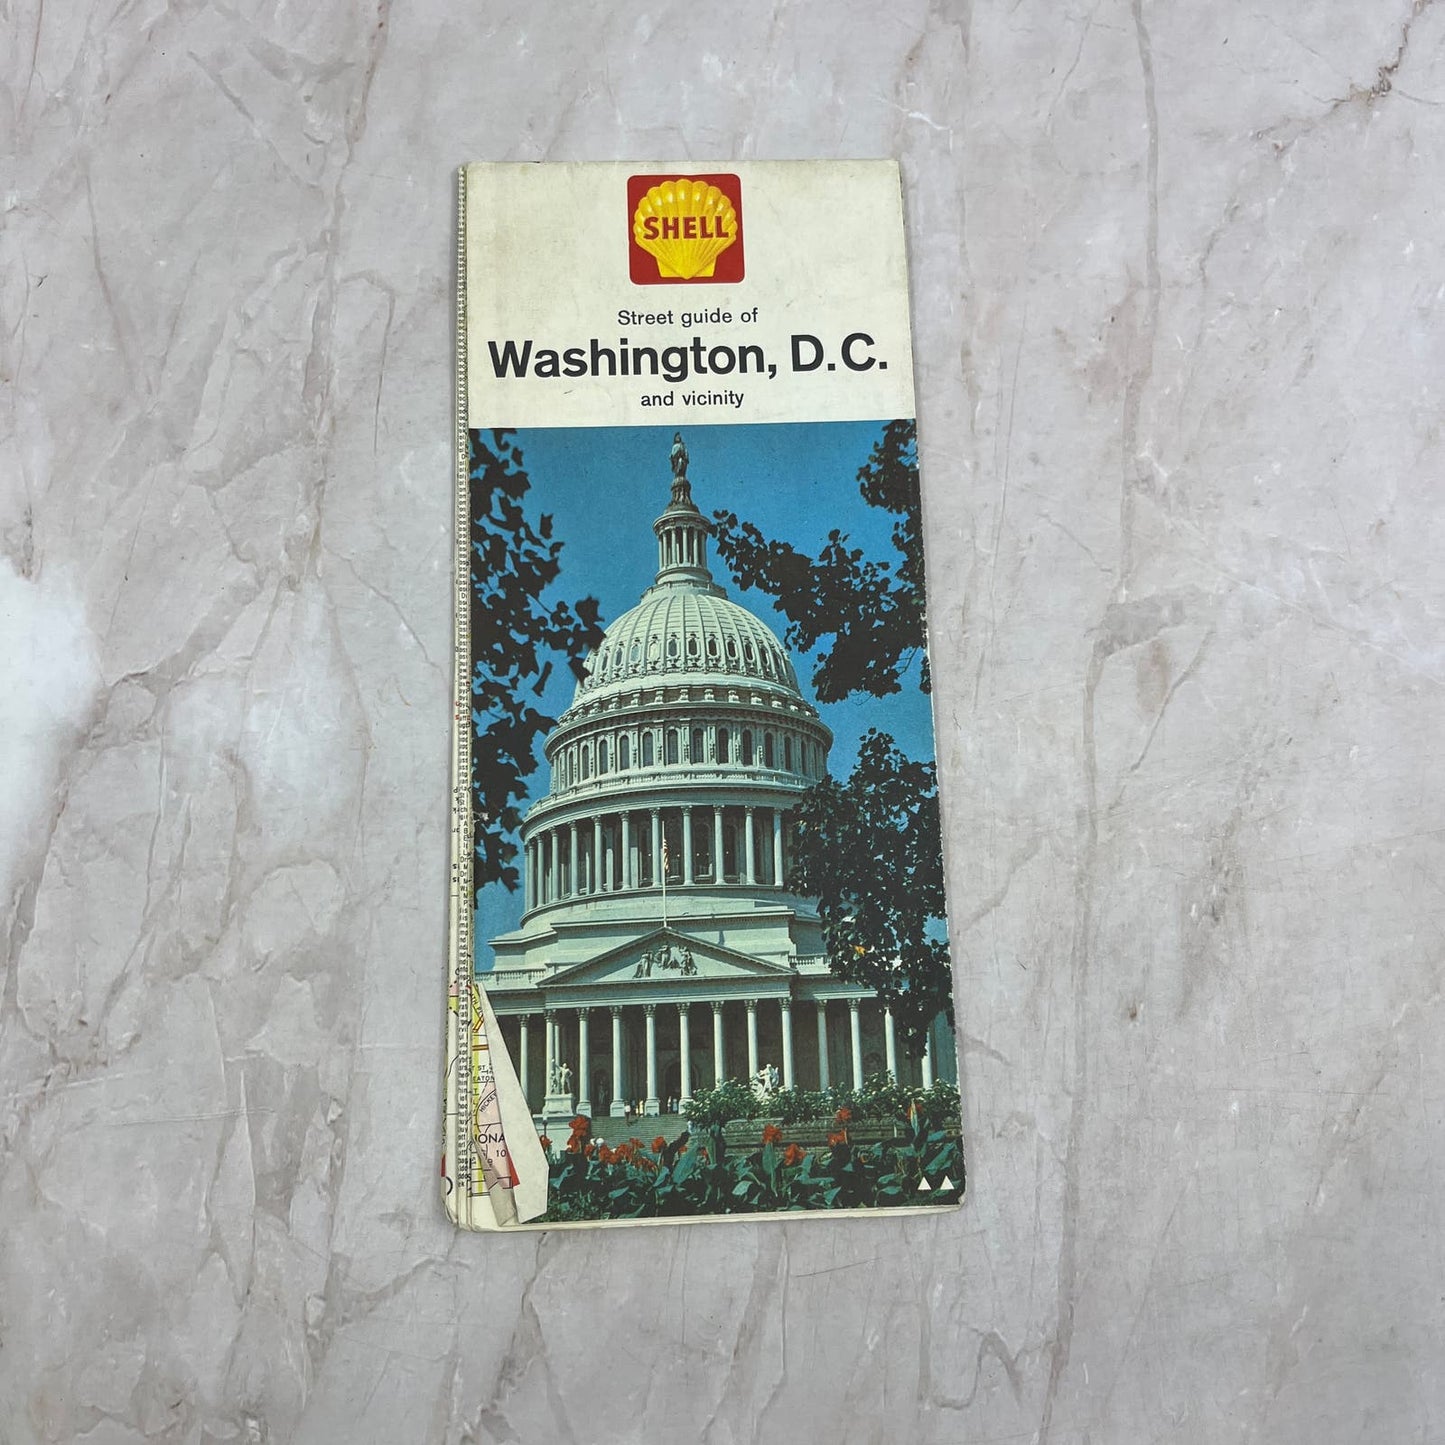 SHELL
Street guide of
Washington, D.C.
and vicinity